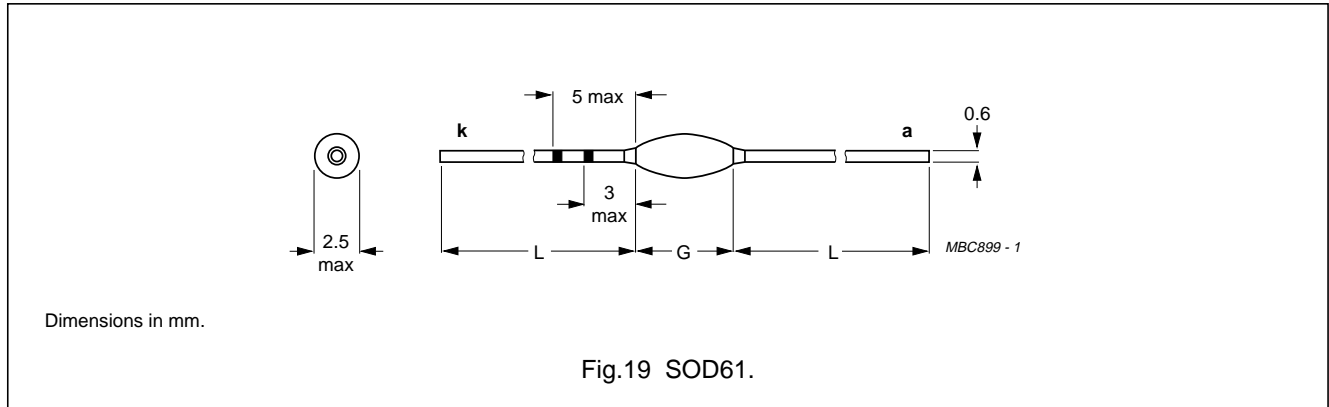 5 max
0.6
k
a
3
max
2.5
max
L
G
L
MBC899 - 1
Dimensions in mm.
Fig.19 SOD61.